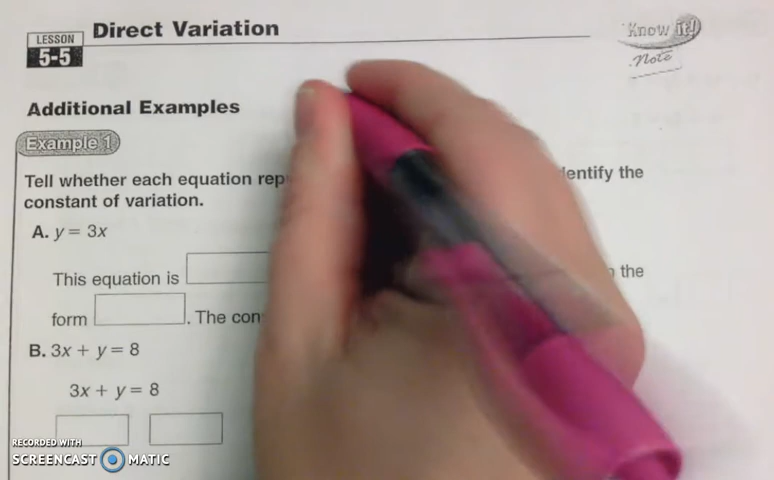 LESSON 5-5 Direct Variation
Know it!
Note
Additional Examples
Example 1
Tell whether each equation rep entify the
constant of variation.
A. y = 3x
This equation is the
form . The con
B. 3x + y = 8
3x + y = 8
RECORDED WITH
SCREENCAST MATIC